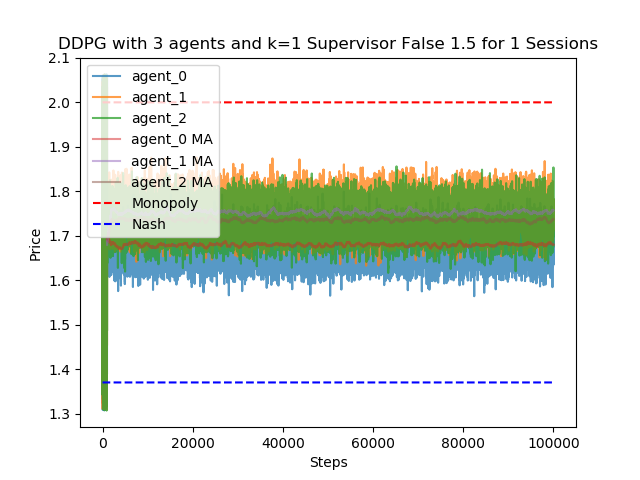 DDPG with 3 agents and k=1 Supervisor False 1.5 for 1 Sessions
2.1
2.0
1.9
1.8
1.7
1.6
1.5
1.4
1.3
Price
agent_0
agent_1
agent_2
agent_0 MA
agent_1 MA
agent_2 MA
Monopoly
Nash
0 20000 40000 60000 80000 100000
Steps